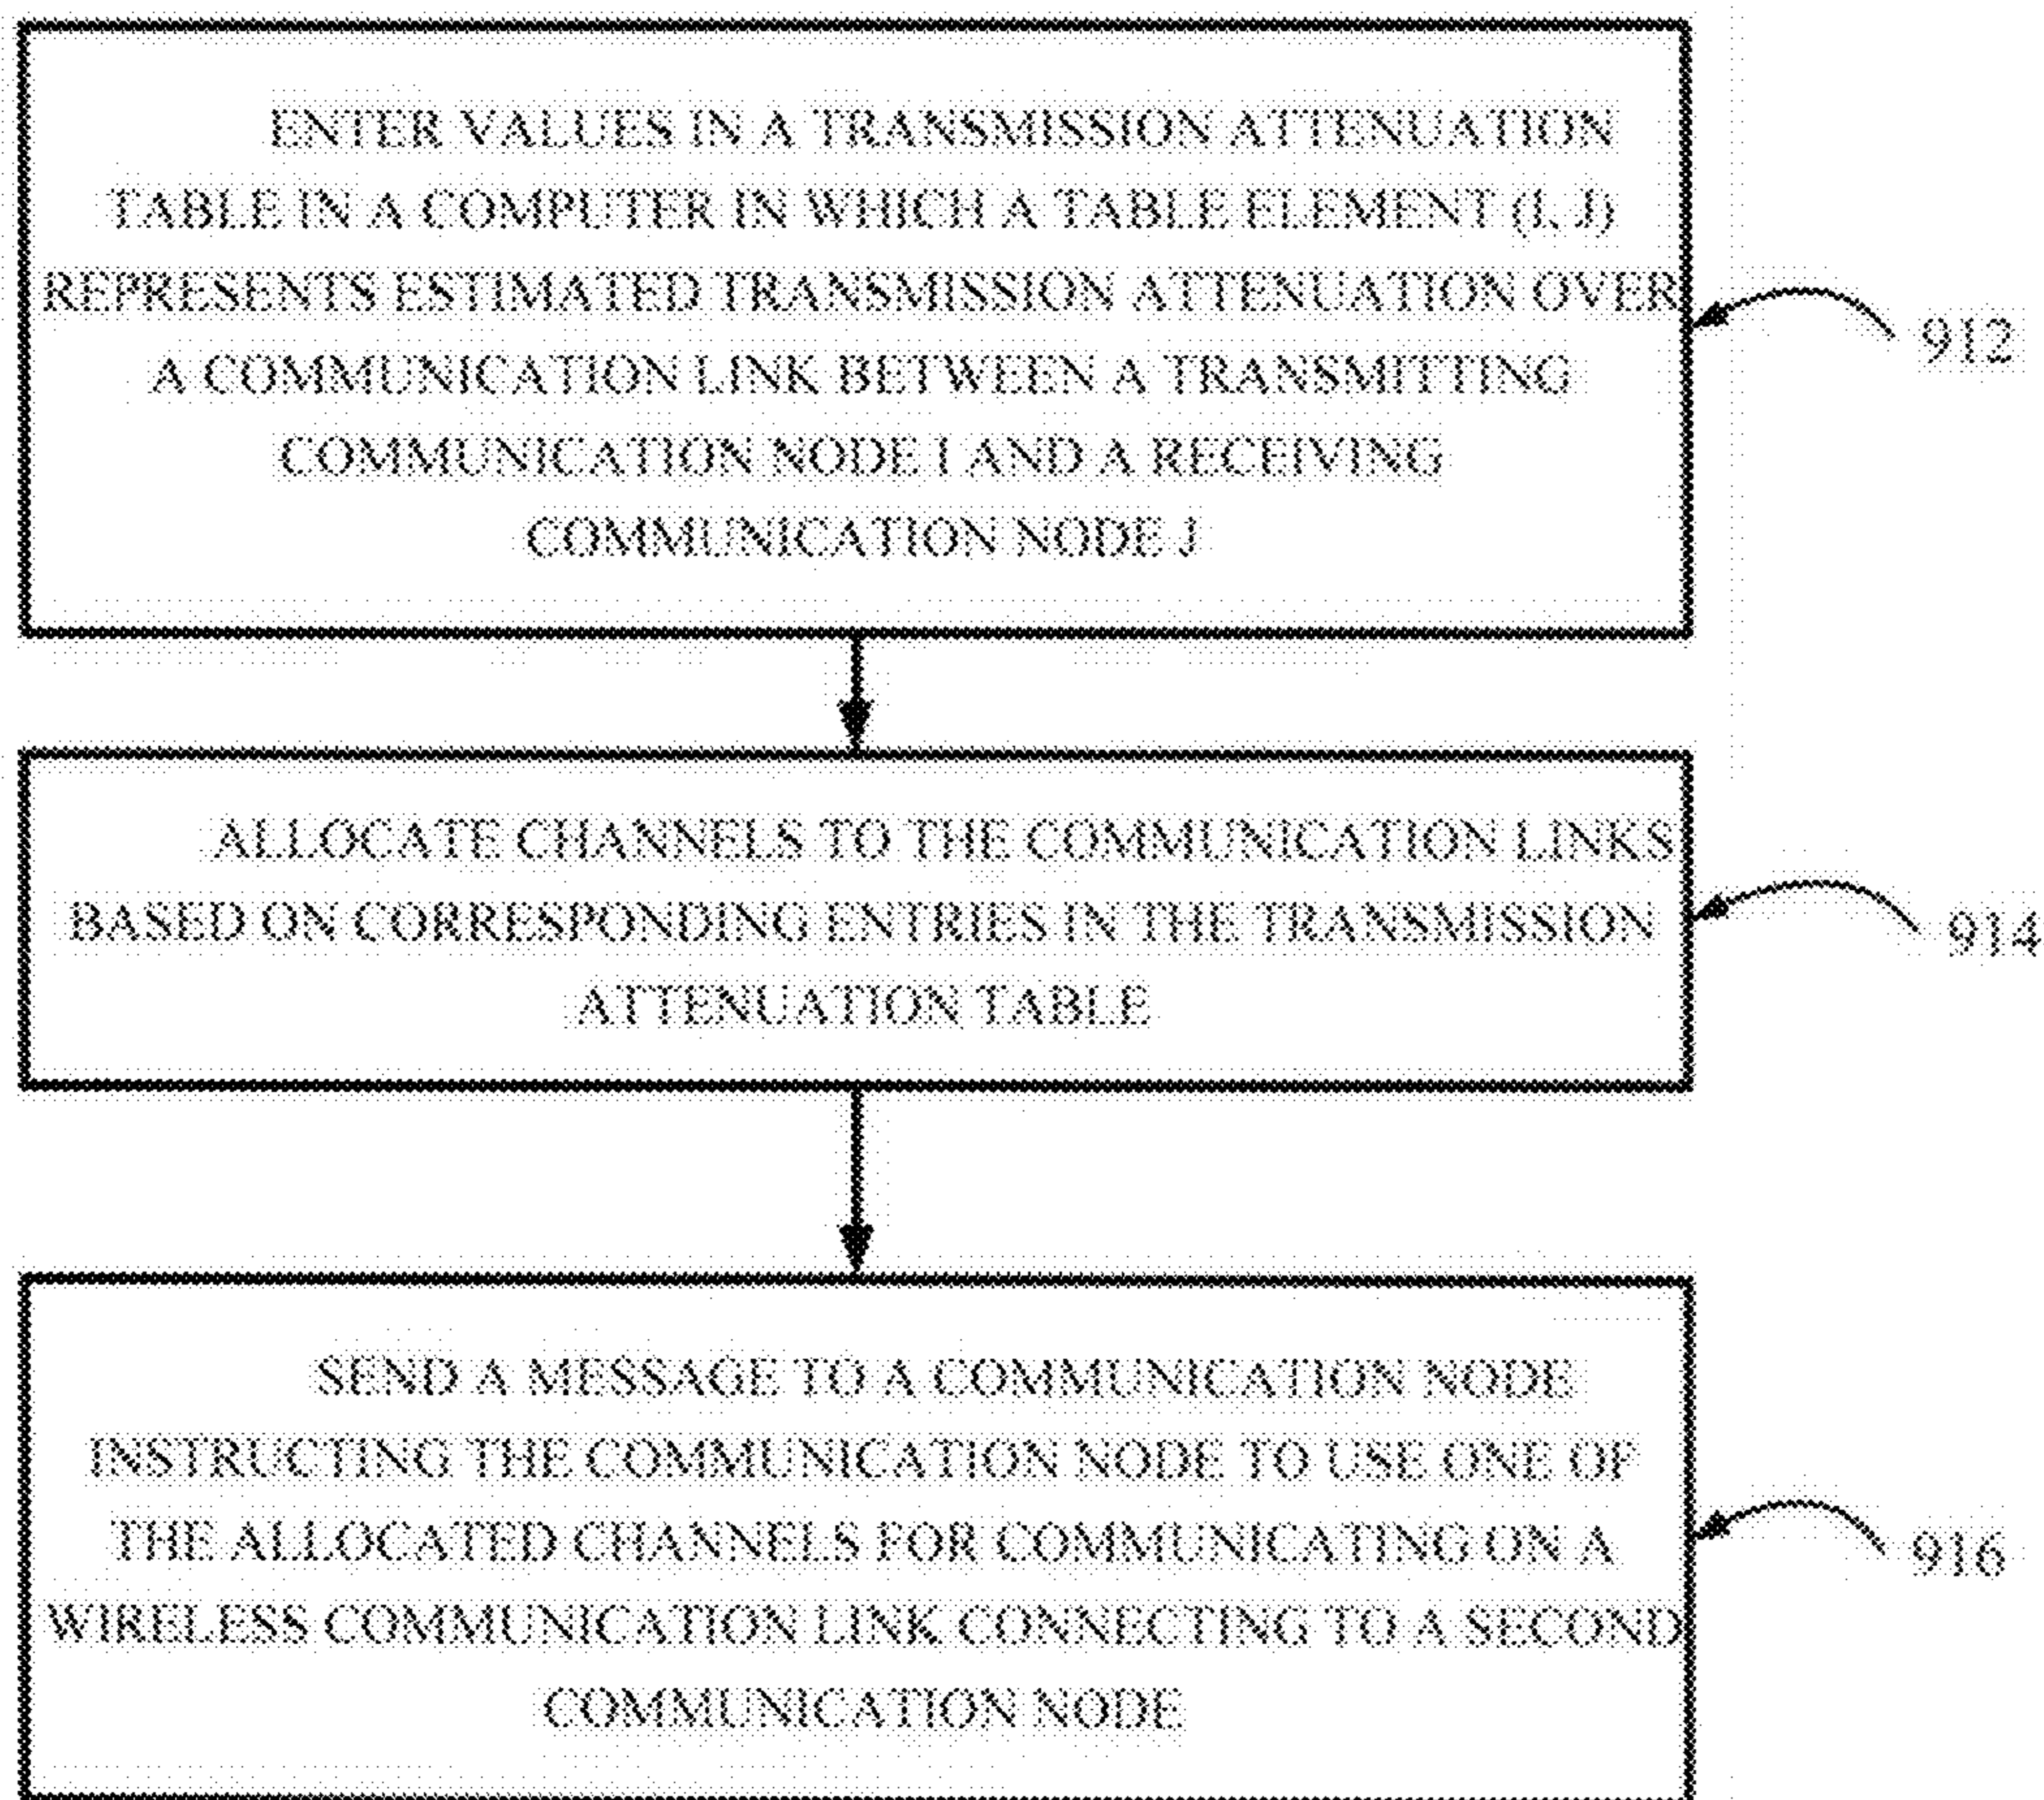 ENTER VALUES IN A TRANSMISSION ATTENUATION
TABLE IN A COMPUTER IN WHICH A TABLE ELEMENT (I, J)
REPRESENTS ESTIMATED TRANSMISSION ATTENUATION OVER
A COMMUNICATION LINK BETWEEN A TRANSMITTING
COMMUNICATION NODE I AND A RECEIVING
COMMUNICATION NODE J
912
ALLOCATE CHANNELS TO THE COMMUNICATION LINKS
BASED ON CORRESPONDING ENTRIES IN THE TRANSMISSION
ATTENUATION TABLE
914
SEND A MESSAGE TO A COMMUNICATION NODE
INSTRUCTING THE COMMUNICATION NODE TO USE ONE OF
THE ALLOCATED CHANNELS FOR COMMUNICATING ON A
WIRELESS COMMUNICATION LINK CONNECTING TO A SECOND
COMMUNICATION NODE
916